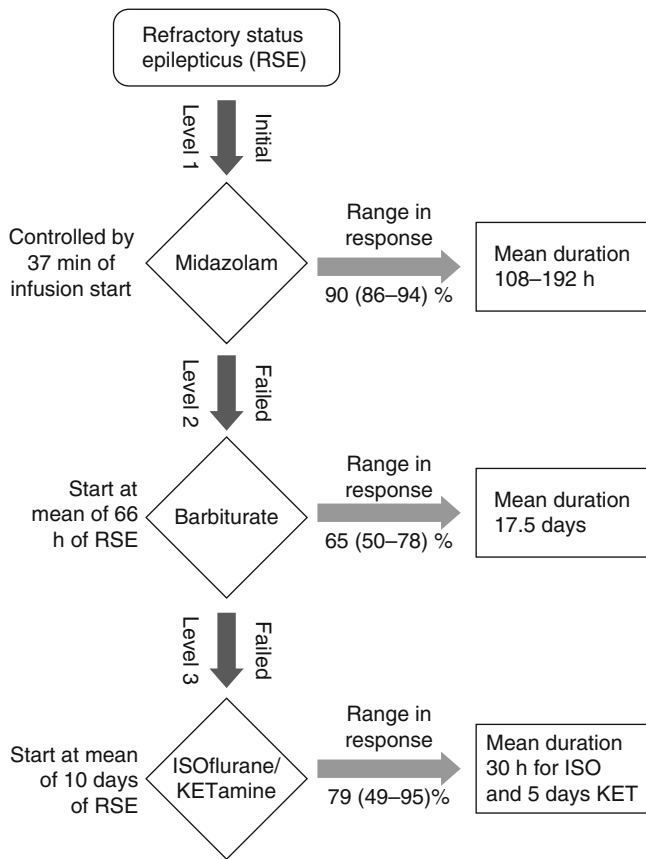 Refractory status
epilepticus (RSE)
Level 1
Initial
Controlled by
37 min of
infusion start
Midazolam
Range in
response
90 (86–94) %
Mean duration
108–192 h
Level 2
Failed
Start at
mean of 66
h of RSE
Barbiturate
Range in
response
65 (50–78) %
Mean duration
17.5 days
Level 3
Failed
Start at mean
of 10 days
of RSE
ISOflurane/
KETamine
Range in
response
79 (49–95)%
Mean duration
30 h for ISO
and 5 days KET